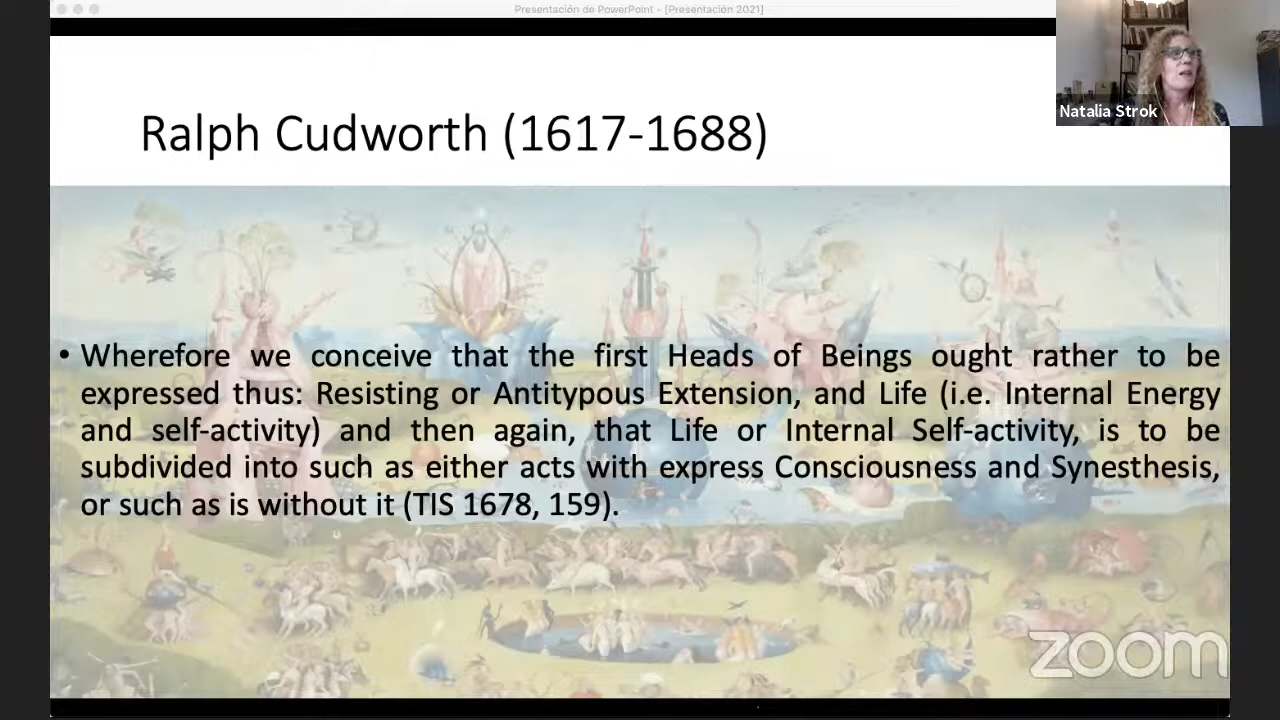 Presentación de PowerPoint - [Presentación 2021]
Natalia Strok
Ralph Cudworth (1617-1688)
• Wherefore we conceive that the first Heads of Beings ought rather to be
expressed thus: Resisting or Antitypous Extension, and Life (i.e. Internal Energy
and self-activity) and then again, that Life or Internal Self-activity, is to be
subdivided into such as either acts with express Consciousness and Synesthesis,
or such as is without it (TIS 1678, 159).
zoom